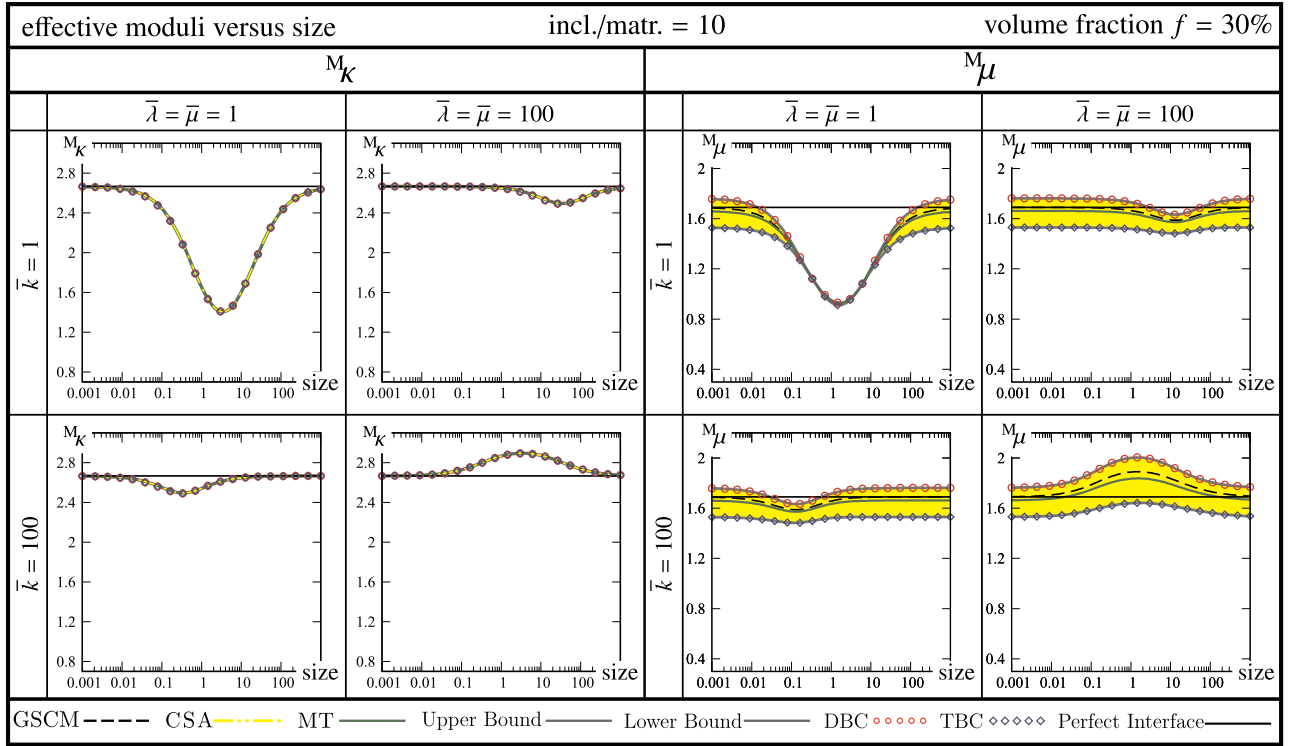 effective moduli versus size incl./matr. = 10 volume fraction f = 30%
ᴹκ ᴹμ
λ̅ = μ̅ = 1 λ̅ = μ̅ = 100 λ̅ = μ̅ = 1 λ̅ = μ̅ = 100
k̅ = 1
ᴹκ
2.8
2.4
2
1.6
1.2
0.8
size
0.001 0.01 0.1 1 10 100
ᴹκ
2.8
2.4
2
1.6
1.2
0.8
size
0.001 0.01 0.1 1 10 100
k̅ = 1
ᴹμ
2
1.6
1.2
0.8
0.4
size
0.001 0.01 0.1 1 10 100
ᴹμ
2
1.6
1.2
0.8
0.4
size
0.001 0.01 0.1 1 10 100
k̅ = 100
ᴹκ
2.8
2.4
2
1.6
1.2
0.8
size
0.001 0.01 0.1 1 10 100
ᴹκ
2.8
2.4
2
1.6
1.2
0.8
size
0.001 0.01 0.1 1 10 100
k̅ = 100
ᴹμ
2
1.6
1.2
0.8
0.4
size
0.001 0.01 0.1 1 10 100
ᴹμ
2
1.6
1.2
0.8
0.4
size
0.001 0.01 0.1 1 10 100
GSCM CSA MT Upper Bound Lower Bound DBC TBC Perfect Interface